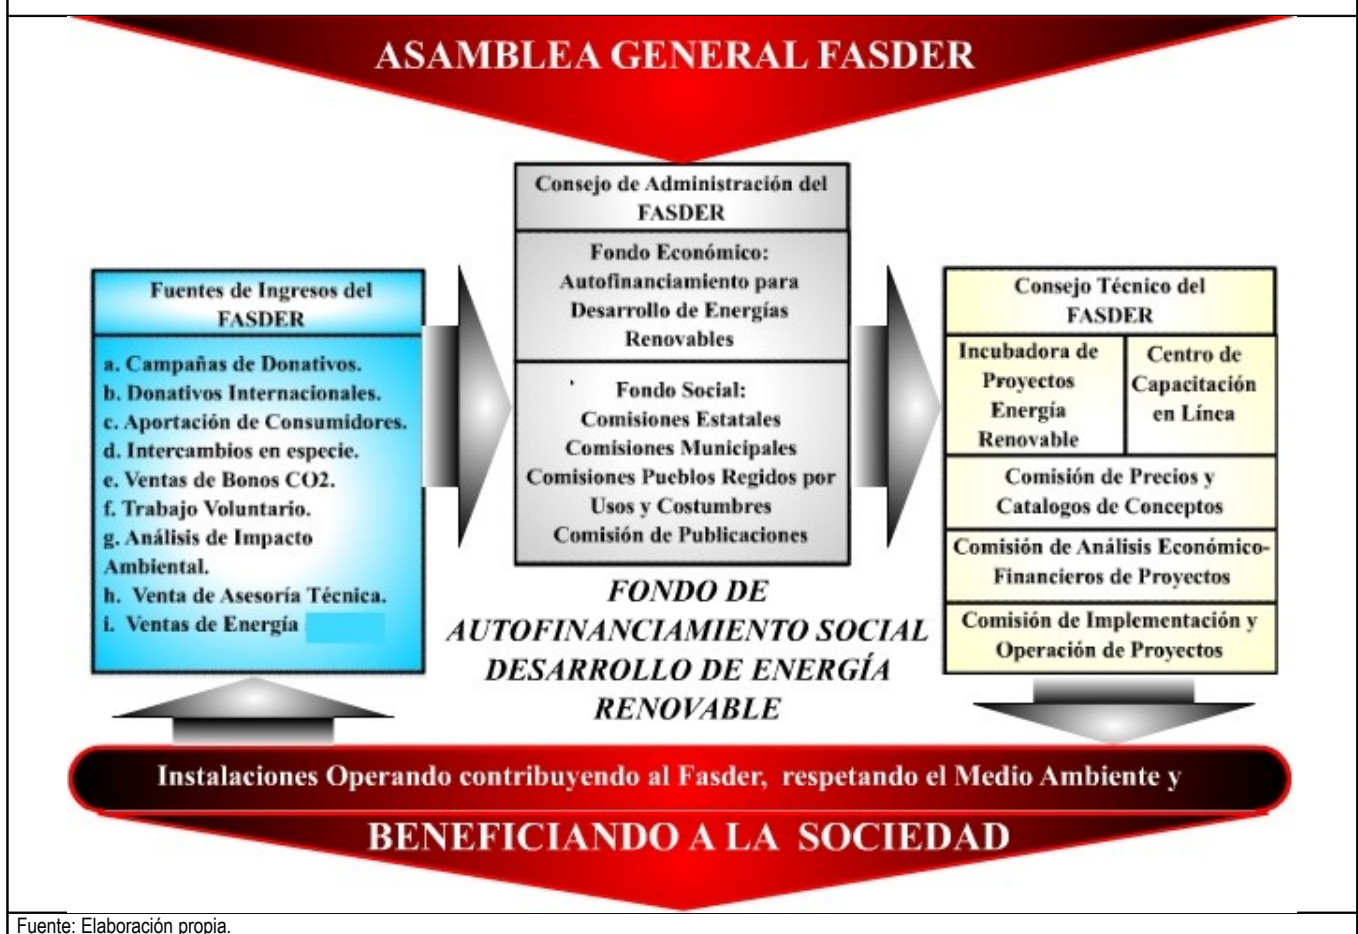 ASAMBLEA GENERAL FASDER
Fuentes de Ingresos del
FASDER
a. Campañas de Donativos.
b. Donativos Internacionales.
c. Aportación de Consumidores.
d. Intercambios en especie.
e. Ventas de Bonos CO2.
f. Trabajo Voluntario.
g. Análisis de Impacto
Ambiental.
h. Venta de Asesoría Técnica.
i. Ventas de Energía
Consejo de Administración del
FASDER
Fondo Económico:
Autofinanciamiento para
Desarrollo de Energías
Renovables
Fondo Social:
Comisiones Estatales
Comisiones Municipales
Comisiones Pueblos Regidos por
Usos y Costumbres
Comisión de Publicaciones
FONDO DE
AUTOFINANCIAMIENTO SOCIAL
DESARROLLO DE ENERGÍA
RENOVABLE
Consejo Técnico del
FASDER
Incubadora de
Proyectos
Energía
Renovable
Centro de
Capacitación
en Línea
Comisión de Precios y
Catalogos de Conceptos
Comisión de Análisis Económico-
Financieros de Proyectos
Comisión de Implementación y
Operación de Proyectos
Instalaciones Operando contribuyendo al Fasder, respetando el Medio Ambiente y
BENEFICIANDO A LA SOCIEDAD
Fuente: Elaboración propia.